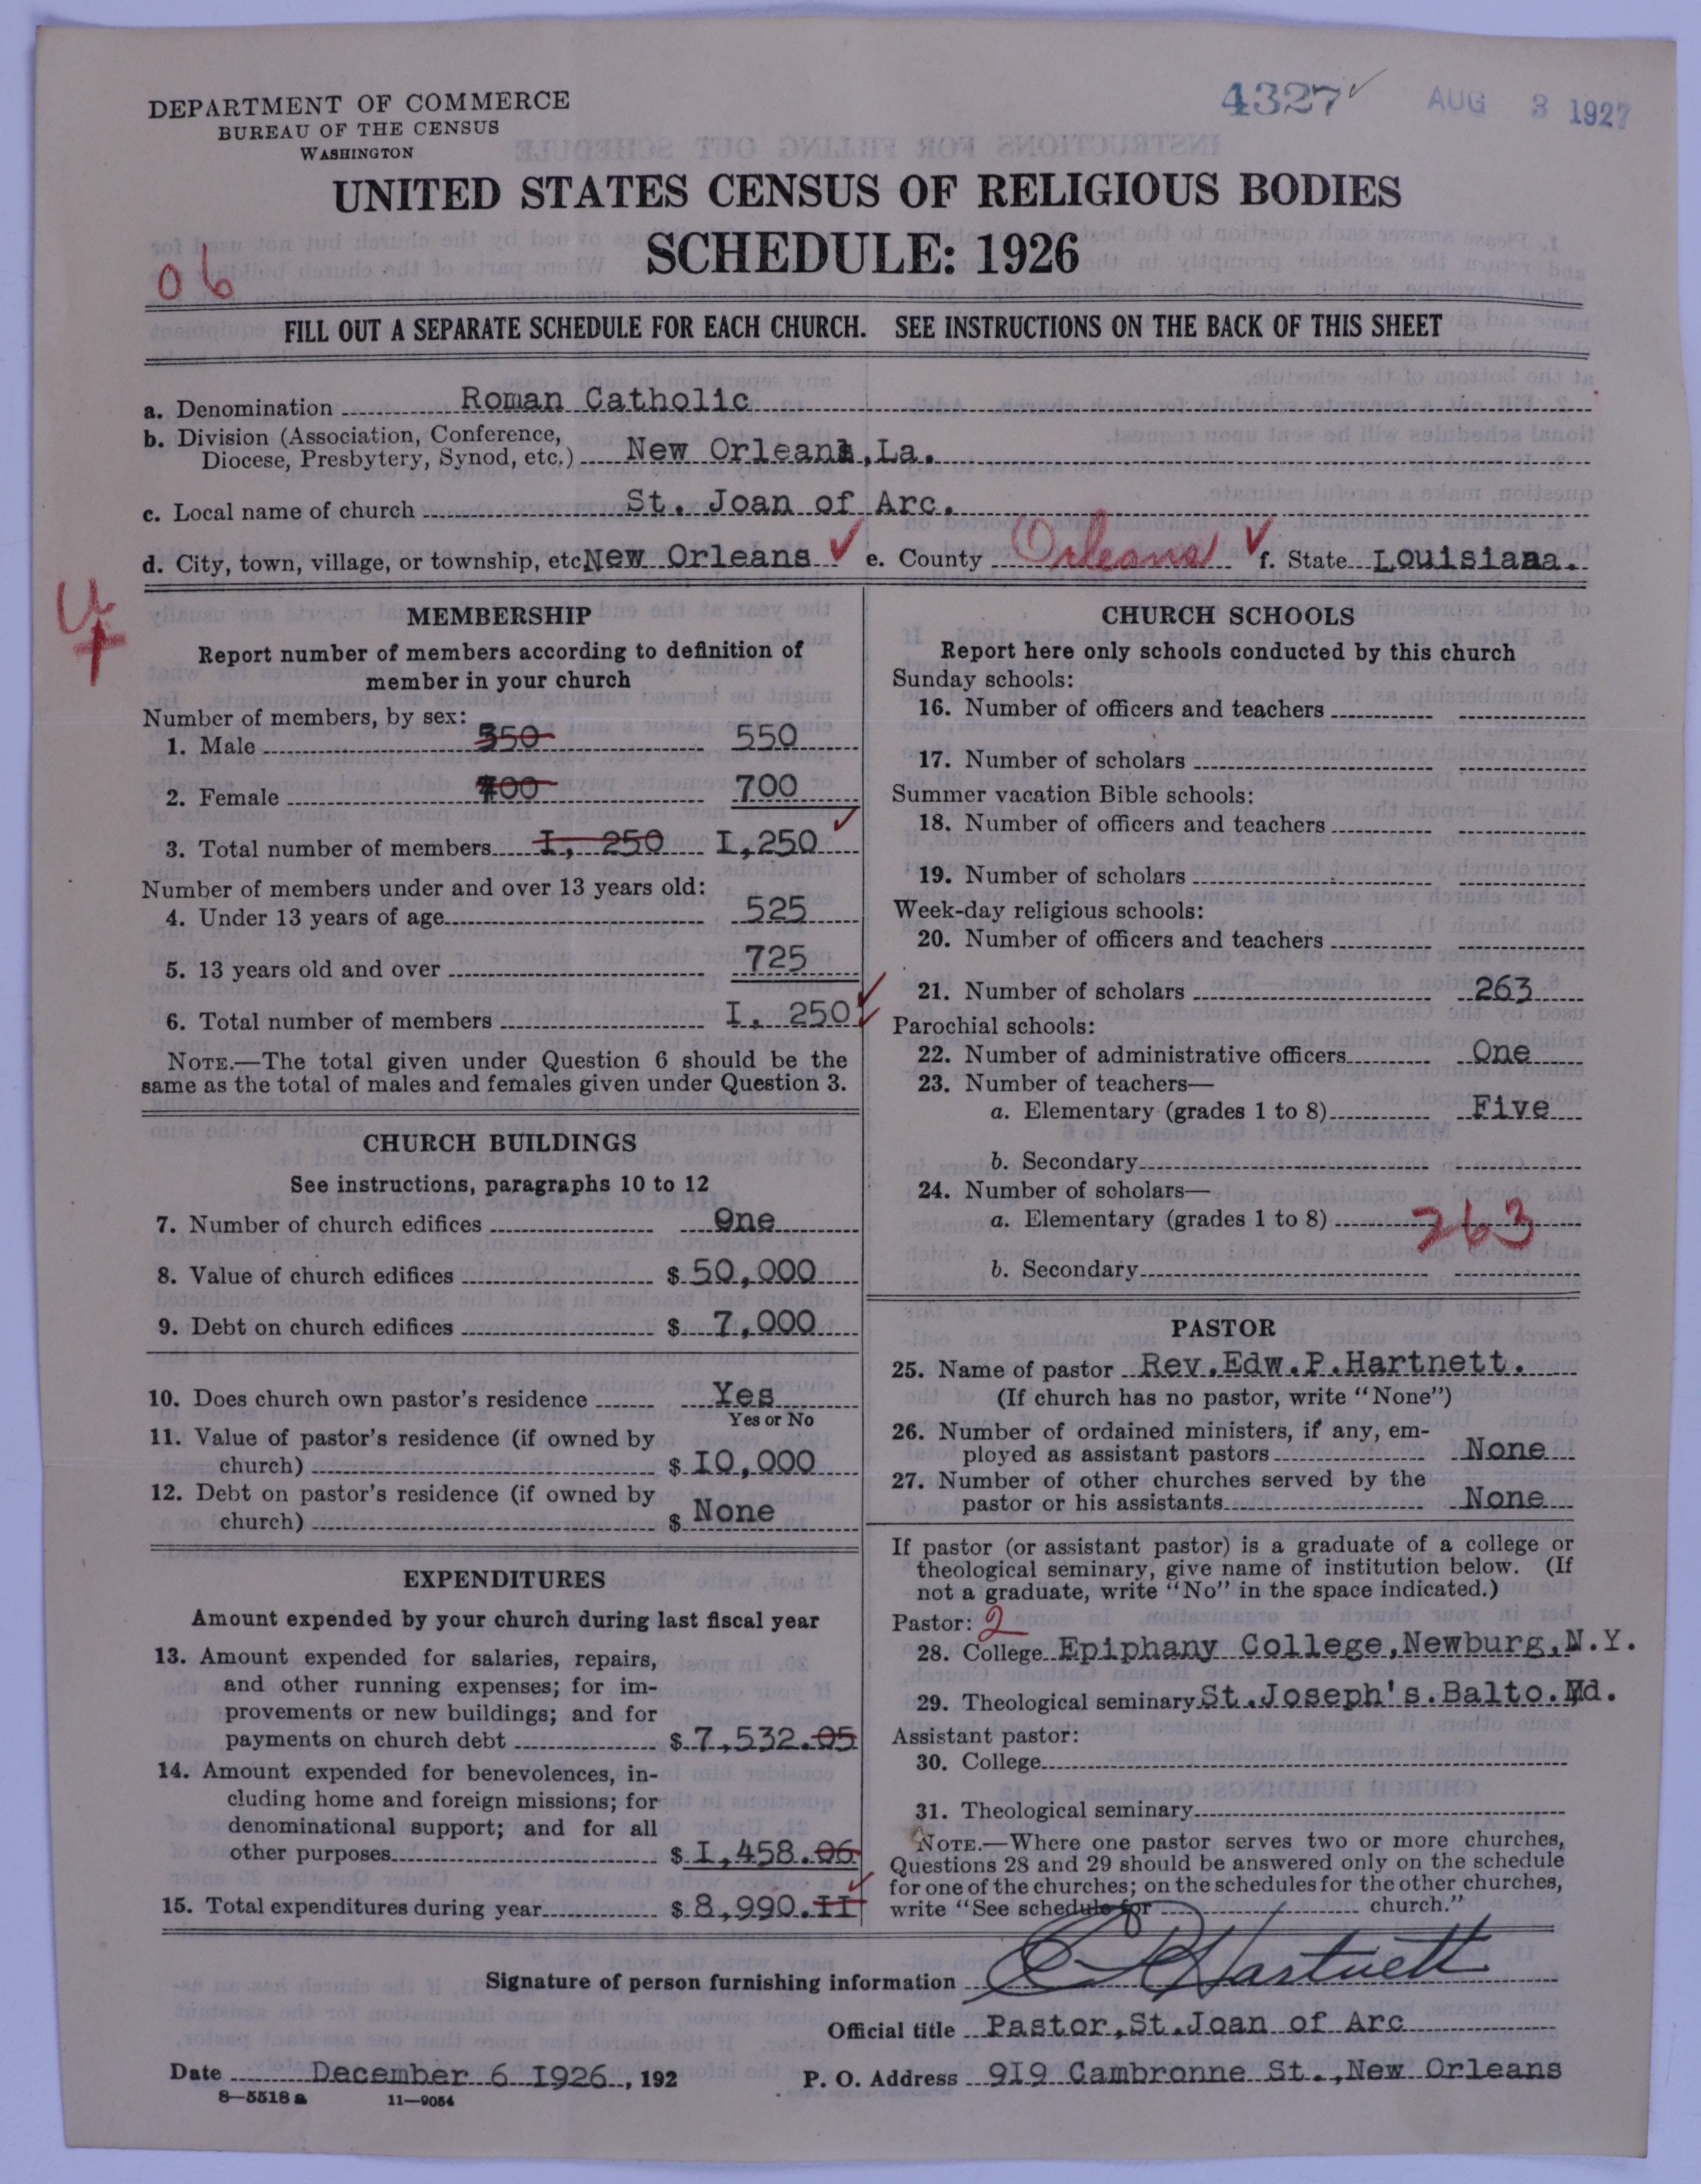 4327 ✓ AUG 3 1927
DEPARTMENT OF COMMERCE
BUREAU OF THE CENSUS
WASHINGTON
UNITED STATES CENSUS OF RELIGIOUS BODIES
SCHEDULE: 1926
06
FILL OUT A SEPARATE SCHEDULE FOR EACH CHURCH. SEE INSTRUCTIONS ON THE BACK OF THIS SHEET
a. Denomination Roman Catholic
b. Division (Association, Conference,
Diocese, Presbytery, Synod, etc.) New Orleans, La.
c. Local name of church St. Joan of Arc.
d. City, town, village, or township, etc New Orleans ✓ e. County Orleans ✓ f. State Louisiana.
MEMBERSHIP
Report number of members according to definition of
member in your church
Number of members, by sex:
1. Male 350 550
2. Female 400 700
3. Total number of members I, 250 I,250 ✓
Number of members under and over 13 years old:
4. Under 13 years of age 525
5. 13 years old and over 725
6. Total number of members I. 250 ✓
NOTE.—The total given under Question 6 should be the
same as the total of males and females given under Question 3.
CHURCH BUILDINGS
See instructions, paragraphs 10 to 12
7. Number of church edifices One
8. Value of church edifices $ 50,000
9. Debt on church edifices $ 7,000
10. Does church own pastor's residence Yes
Yes or No
11. Value of pastor's residence (if owned by
church) $ I0,000
12. Debt on pastor's residence (if owned by
church) $ None
EXPENDITURES
Amount expended by your church during last fiscal year
13. Amount expended for salaries, repairs,
and other running expenses; for im-
provements or new buildings; and for
payments on church debt $ 7,532.05
14. Amount expended for benevolences, in-
cluding home and foreign missions; for
denominational support; and for all
other purposes $ I,458.06
15. Total expenditures during year $ 8,990.II ✓
CHURCH SCHOOLS
Report here only schools conducted by this church
Sunday schools:
16. Number of officers and teachers
17. Number of scholars
Summer vacation Bible schools:
18. Number of officers and teachers
19. Number of scholars
Week-day religious schools:
20. Number of officers and teachers
21. Number of scholars 263
Parochial schools:
22. Number of administrative officers One
23. Number of teachers—
a. Elementary (grades 1 to 8) Five
b. Secondary
24. Number of scholars—
a. Elementary (grades 1 to 8) 263
b. Secondary
PASTOR
25. Name of pastor Rev.Edw.P.Hartnett.
(If church has no pastor, write "None")
26. Number of ordained ministers, if any, em-
ployed as assistant pastors None
27. Number of other churches served by the
pastor or his assistants None
If pastor (or assistant pastor) is a graduate of a college or
theological seminary, give name of institution below. (If
not a graduate, write "No" in the space indicated.)
Pastor: 2
28. College Epiphany College,Newburg,N.Y.
29. Theological seminary St.Joseph's.Balto.Md.
Assistant pastor:
30. College
31. Theological seminary
NOTE.—Where one pastor serves two or more churches,
Questions 28 and 29 should be answered only on the schedule
for one of the churches; on the schedules for the other churches,
write "See schedule for church."
Signature of person furnishing information E P Hartnett
Official title Pastor,St.Joan of Arc
Date December 6 I926., 192 P. O. Address 9I9 Cambronne St.,New Orleans
8—5518 a 11—9054